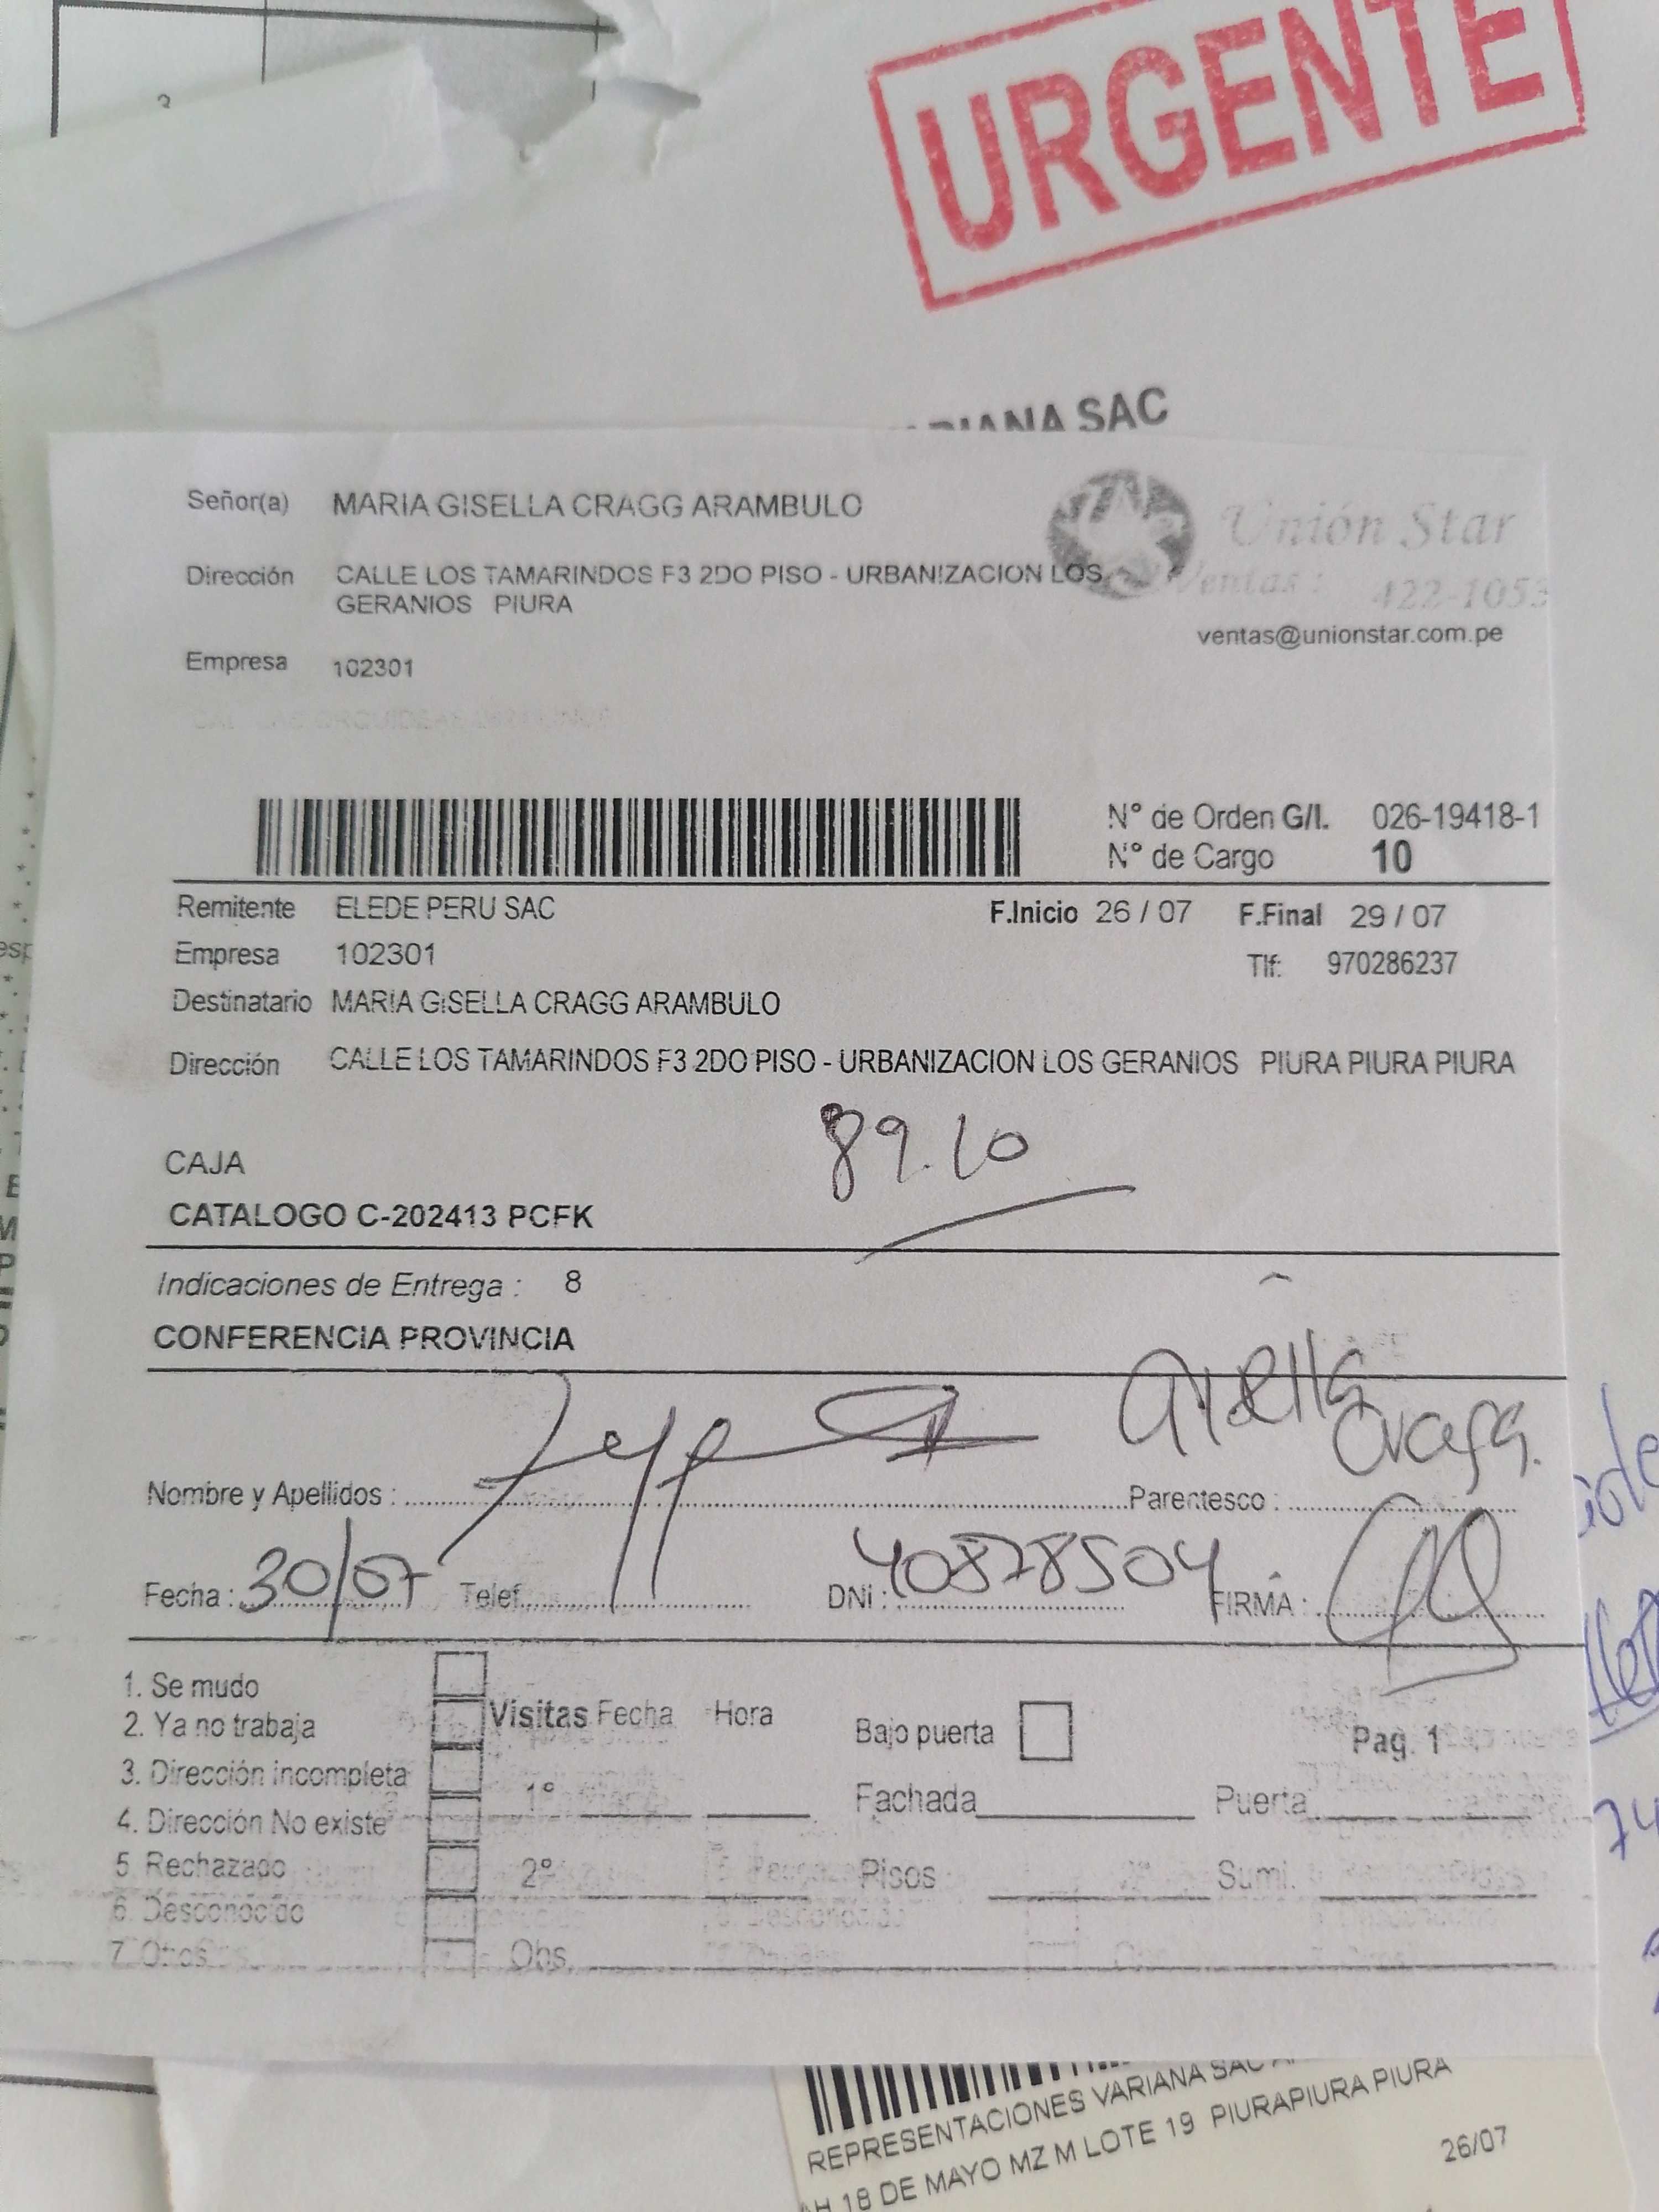 URGENTE
SAC
Señor(a) MARIA GISELLA CRAGG ARAMBULO
Unión Star
Dirección CALLE LOS TAMARINDOS F3 2DO PISO - URBANIZACION LOS
GERANIOS PIURA
Ventas : 422-1053
ventas@unionstar.com.pe
Empresa 102301
N° de Orden G/I. 026-19418-1
N° de Cargo 10
Remitente ELEDE PERU SAC F.Inicio 26 / 07 F.Final 29 / 07
Empresa 102301 Tlf: 970286237
Destinatario MARIA GISELLA CRAGG ARAMBULO
Dirección CALLE LOS TAMARINDOS F3 2DO PISO - URBANIZACION LOS GERANIOS PIURA PIURA PIURA
89.10
CAJA
CATALOGO C-202413 PCFK
Indicaciones de Entrega : 8
CONFERENCIA PROVINCIA
Gisella
Cragg.
Nombre y Apellidos : Parentesco :
Fecha : 30/07 Telef. DNI : 40878504 FIRMA :
1. Se mudo
2. Ya no trabaja Visitas Fecha Hora Bajo puerta Pag. 1
3. Dirección incompleta 1° Fachada Puerta
4. Dirección No existe
5. Rechazado 2° Pisos Sumi.
6. Desconocido
7. Otros Obs.
REPRESENTACIONES VARIANA SAC
AH 18 DE MAYO MZ M LOTE 19 PIURAPIURA PIURA
26/07